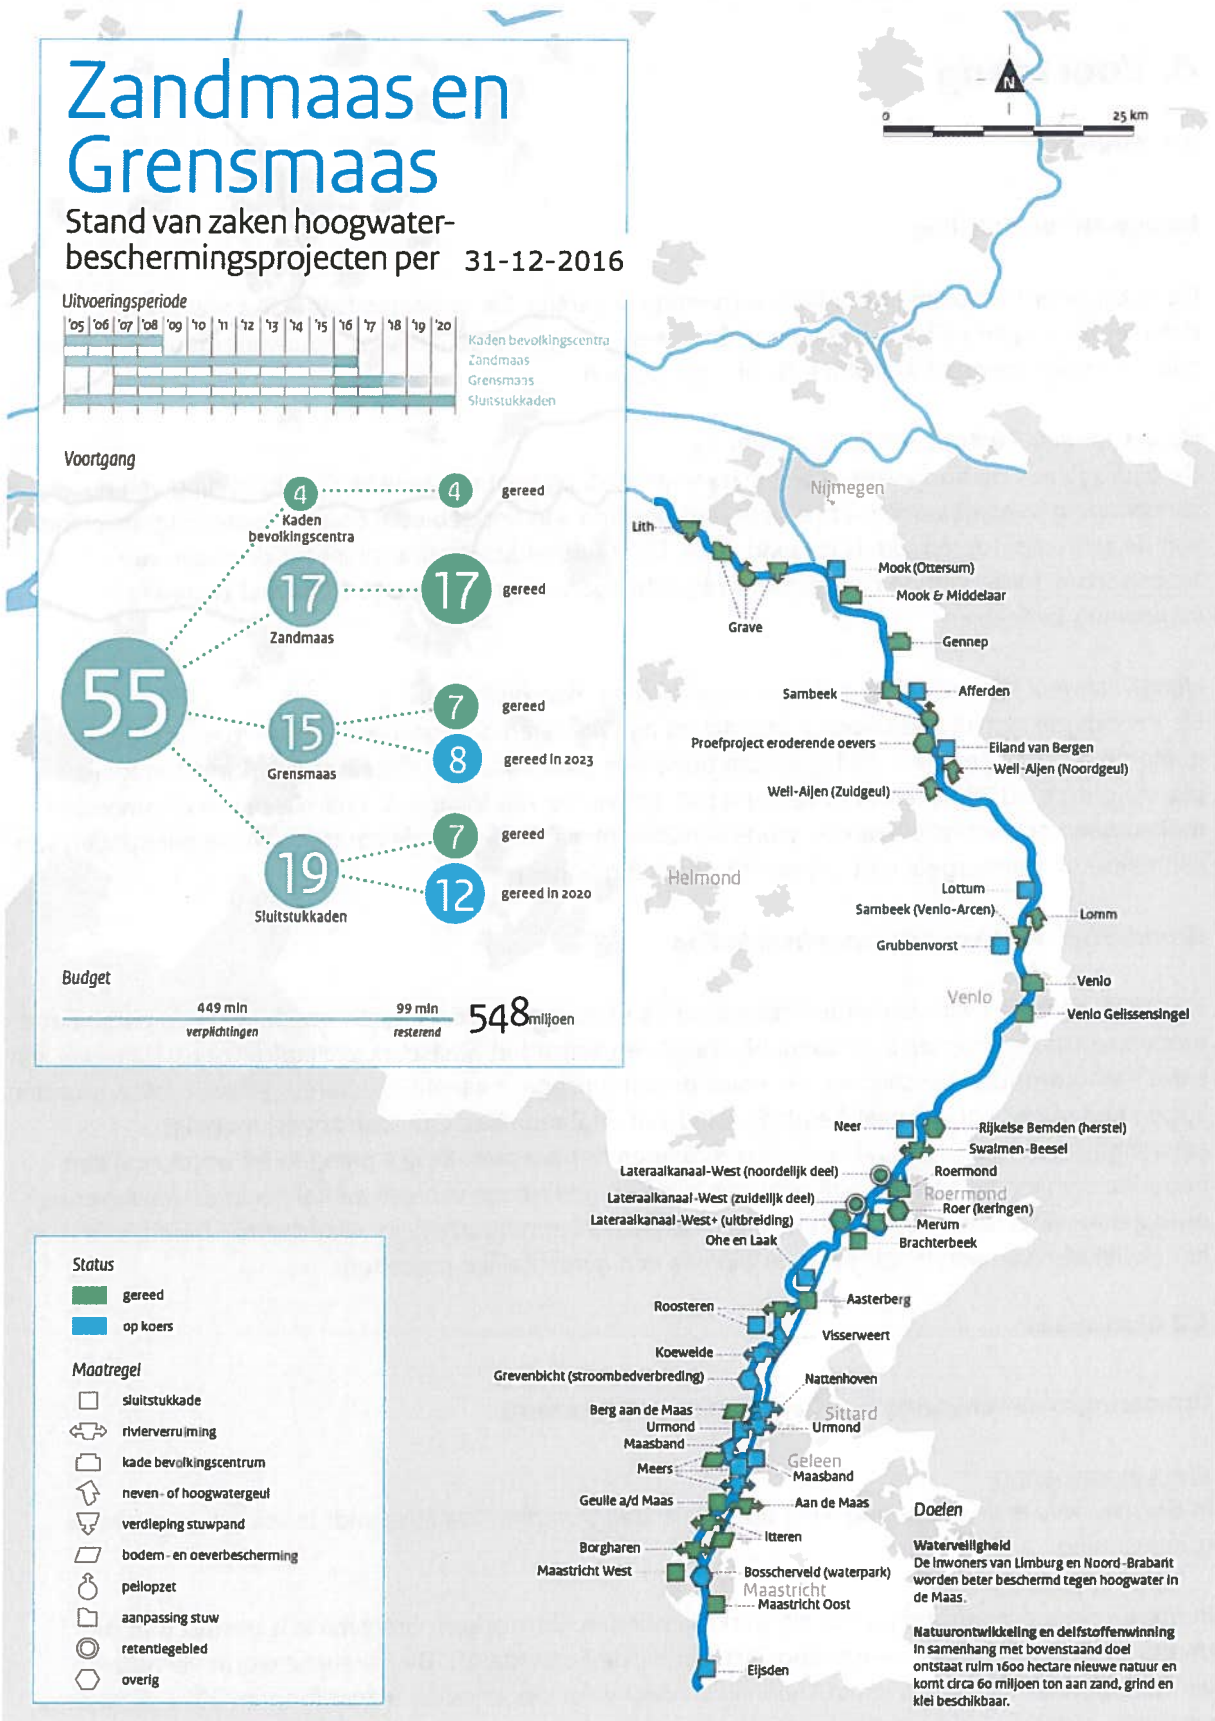 Zandmaas en
Grensmaas
Stand van zaken hoogwater-
beschermingsprojecten per 31-12-2016
Uitvoeringsperiode
'05 '06 '07 '08 '09 '10 '11 '12 '13 '14 '15 '16 '17 '18 '19 '20
Kaden bevolkingscentra
Zandmaas
Grensmaas
Sluitstukkaden
Voortgang
4
Kaden
bevolkingscentra
4 gereed
17
Zandmaas
17 gereed
55
15
Grensmaas
7 gereed
8 gereed in 2023
19
Sluitstukkaden
7 gereed
12 gereed in 2020
Budget
449 mln
verplichtingen
99 mln
resterend
548 miljoen
N
0 25 km
Nijmegen
Lith
Mook (Ottersum)
Mook & Middelaar
Grave
Gennep
Sambeek
Afferden
Proefproject eroderende oevers
Eiland van Bergen
Well-Aijen (Noordgeul)
Well-Aijen (Zuidgeul)
Helmond
Lottum
Sambeek (Venlo-Arcen)
Lomm
Grubbenvorst
Venlo
Venlo
Venlo Gelissensingel
Neer
Rijkelse Bemden (herstel)
Swalmen-Beesel
Lateraalkanaal-West (noordelijk deel)
Roermond
Roermond
Lateraalkanaal-West (zuidelijk deel)
Roer (keringen)
Lateraalkanaal-West+ (uitbreiding)
Merum
Ohe en Laak
Brachterbeek
Aasterberg
Roosteren
Visserweert
Koeweide
Grevenbicht (stroombedverbreding)
Nattenhoven
Berg aan de Maas
Sittard
Urmond
Urmond
Maasband
Geleen
Meers
Maasband
Geulle a/d Maas
Aan de Maas
Itteren
Borgharen
Maastricht West
Bosscherveld (waterpark)
Maastricht
Maastricht Oost
Eijsden
Status
gereed
op koers
Maatregel
sluitstukkade
rivierverruiming
kade bevolkingscentrum
neven- of hoogwatergeul
verdieping stuwpand
bodem- en oeverbescherming
peilopzet
aanpassing stuw
retentiegebied
overig
Doelen
Waterveiligheid
De inwoners van Limburg en Noord-Brabant
worden beter beschermd tegen hoogwater in
de Maas.
Natuurontwikkeling en delfstoffenwinning
In samenhang met bovenstaand doel
ontstaat ruim 1600 hectare nieuwe natuur en
komt circa 60 miljoen ton aan zand, grind en
klei beschikbaar.